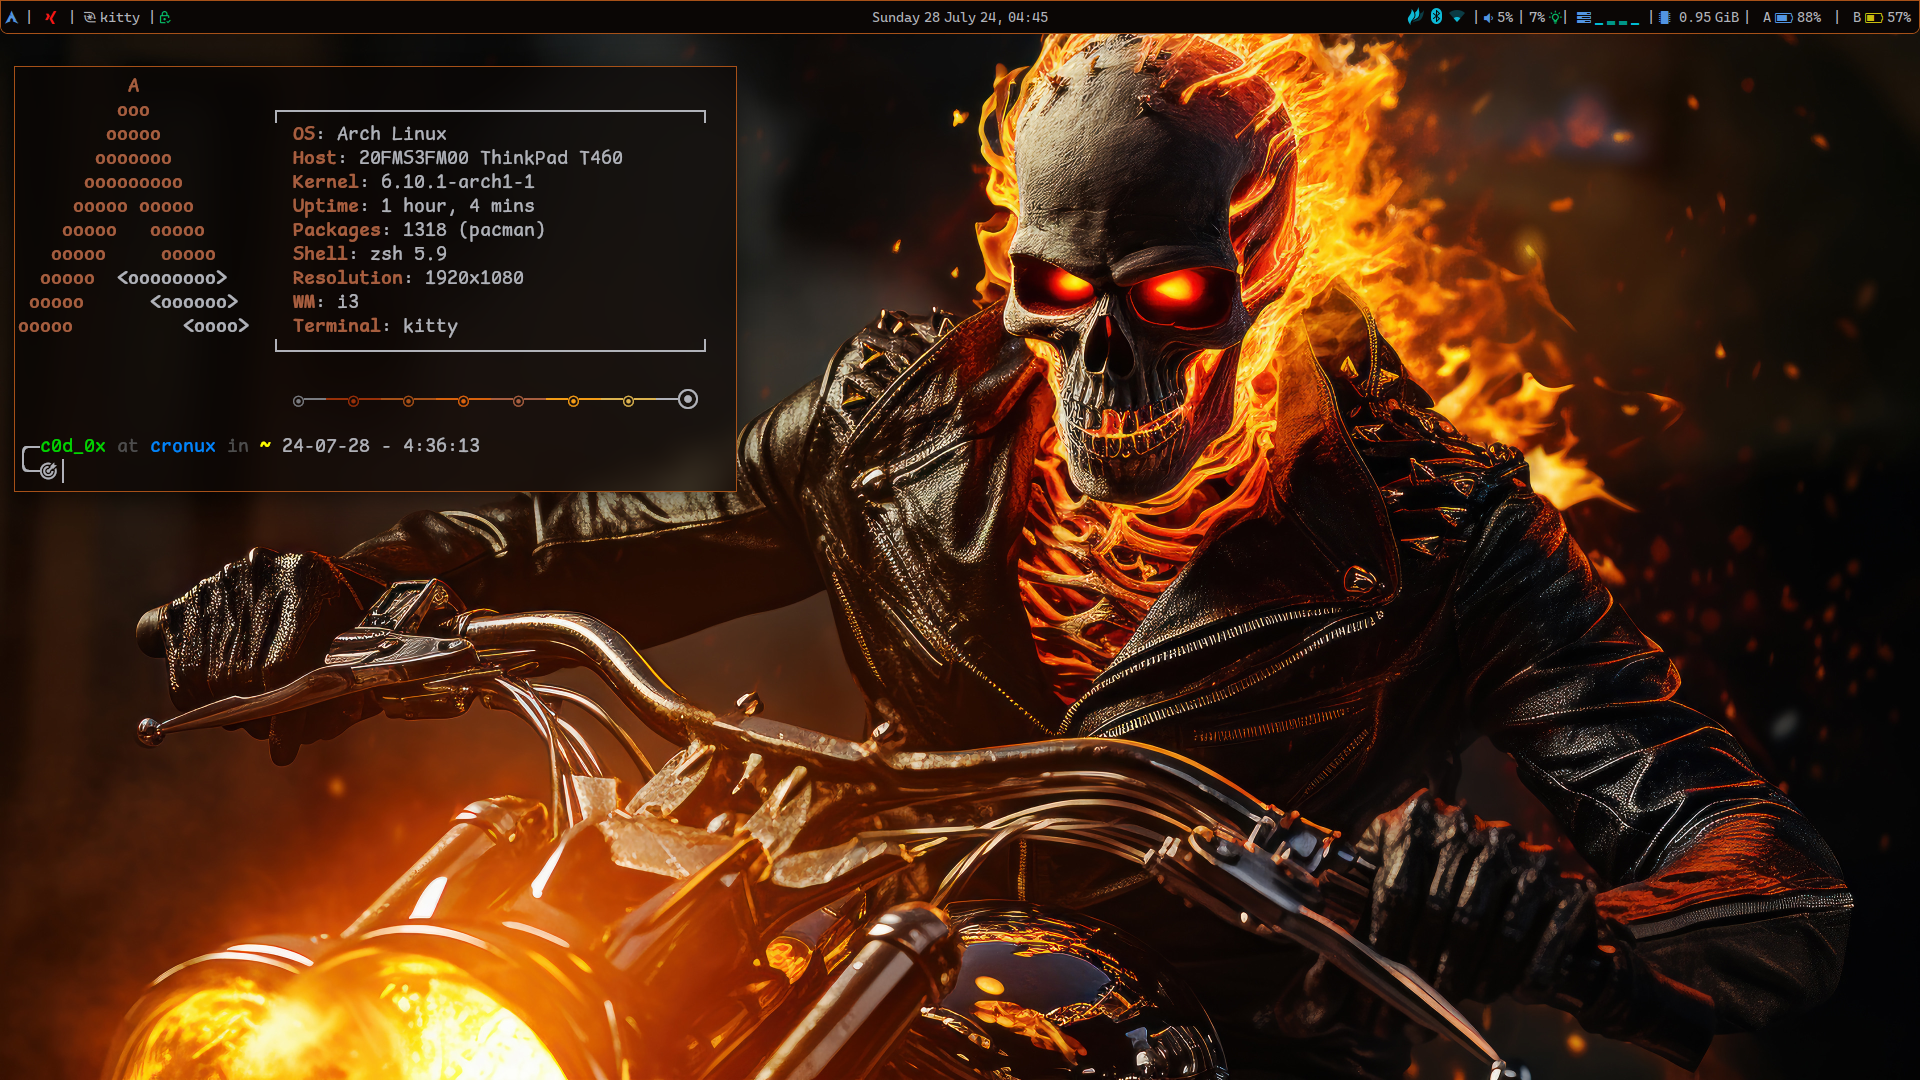 kitty
Sunday 28 July 24, 04:45
5% 7% 0.95 GiB A 88% B 57%
A
ooo
ooooo
ooooooo
ooooooooo
ooooo ooooo
ooooo ooooo
ooooo ooooo
ooooo <oooooooo>
ooooo <oooooo>
ooooo <oooo>
OS: Arch Linux
Host: 20FMS3FM00 ThinkPad T460
Kernel: 6.10.1-arch1-1
Uptime: 1 hour, 4 mins
Packages: 1318 (pacman)
Shell: zsh 5.9
Resolution: 1920x1080
WM: i3
Terminal: kitty
c0d_0x at cronux in ~ 24-07-28 - 4:36:13